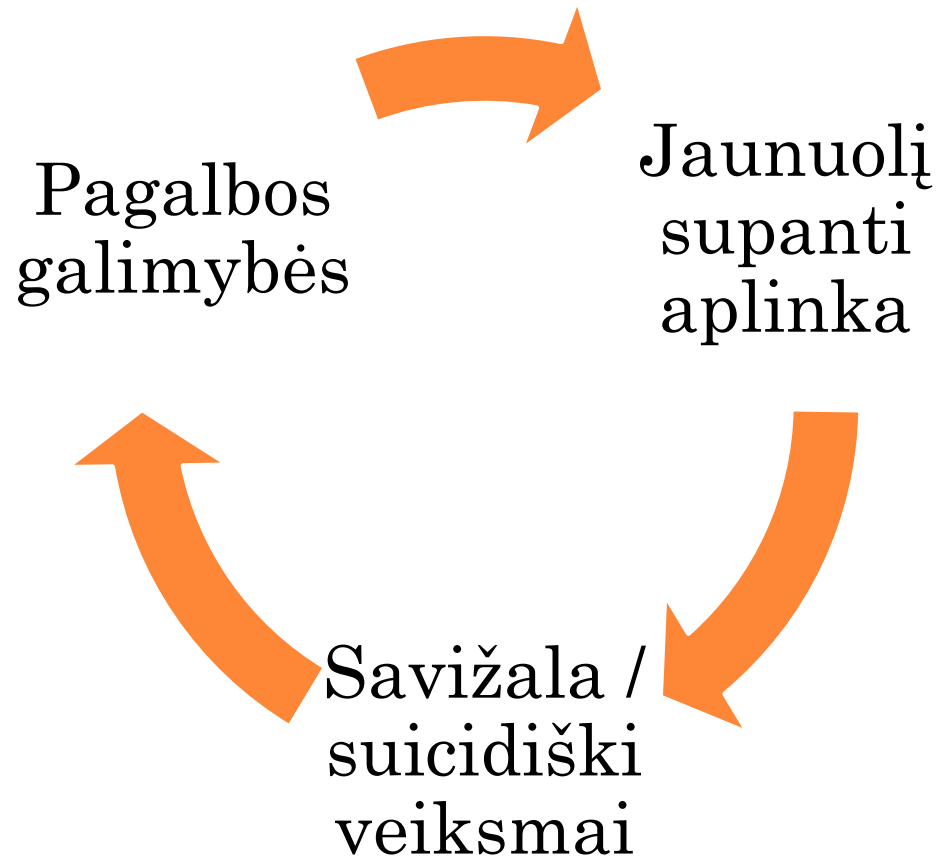 Pagalbos
galimybės
Jaunuolį
supanti
aplinka
Savižala /
suicidiški
veiksmai